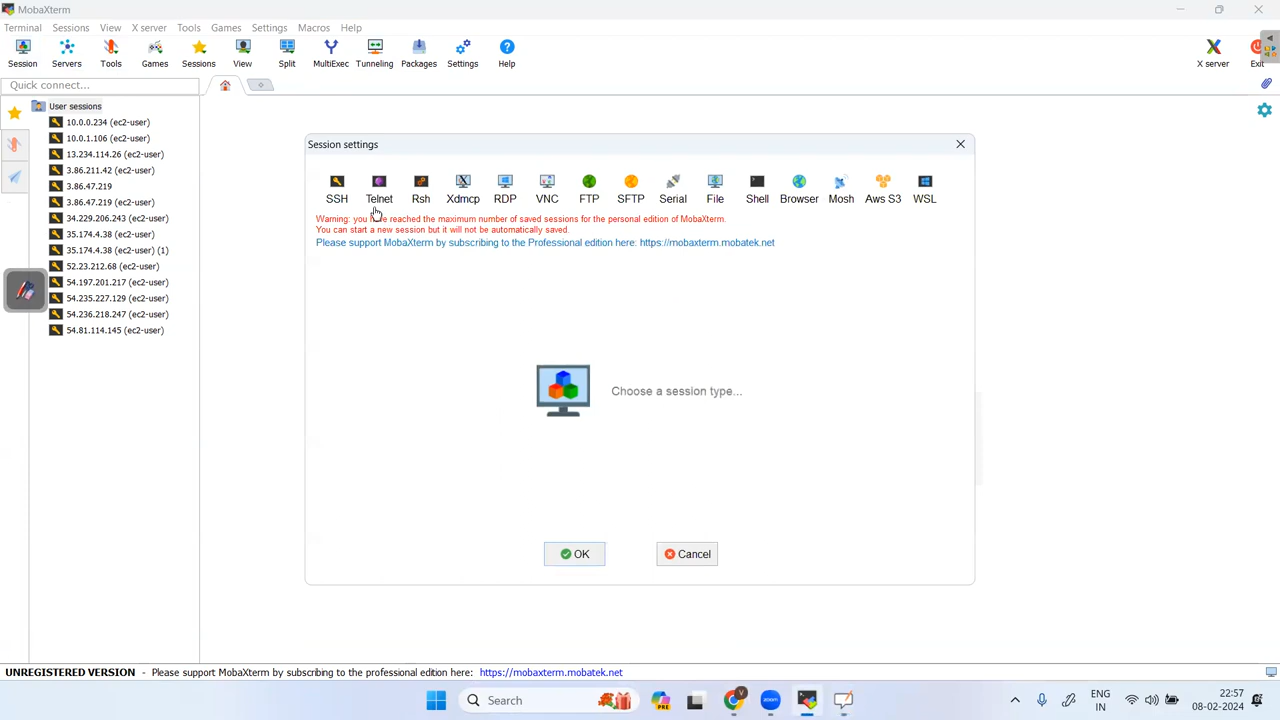 MobaXterm
Terminal Sessions View X server Tools Games Settings Macros Help
Session Servers Tools Games Sessions View Split MultiExec Tunneling Packages Settings Help X server Exit
Quick connect...
User sessions
10.0.0.234 (ec2-user)
10.0.1.106 (ec2-user)
13.234.114.26 (ec2-user)
3.86.211.42 (ec2-user)
3.86.47.219
3.86.47.219 (ec2-user)
34.229.206.243 (ec2-user)
35.174.4.38 (ec2-user)
35.174.4.38 (ec2-user) (1)
52.23.212.68 (ec2-user)
54.197.201.217 (ec2-user)
54.235.227.129 (ec2-user)
54.236.218.247 (ec2-user)
54.81.114.145 (ec2-user)
Session settings
SSH Telnet Rsh Xdmcp RDP VNC FTP SFTP Serial File Shell Browser Mosh Aws S3 WSL
Warning: you have reached the maximum number of saved sessions for the personal edition of MobaXterm.
You can start a new session but it will not be automatically saved.
Please support MobaXterm by subscribing to the Professional edition here: https://mobaxterm.mobatek.net
Choose a session type...
OK Cancel
UNREGISTERED VERSION - Please support MobaXterm by subscribing to the professional edition here: https://mobaxterm.mobatek.net
Search
PRE
zoom
ENG
IN
22:57
08-02-2024